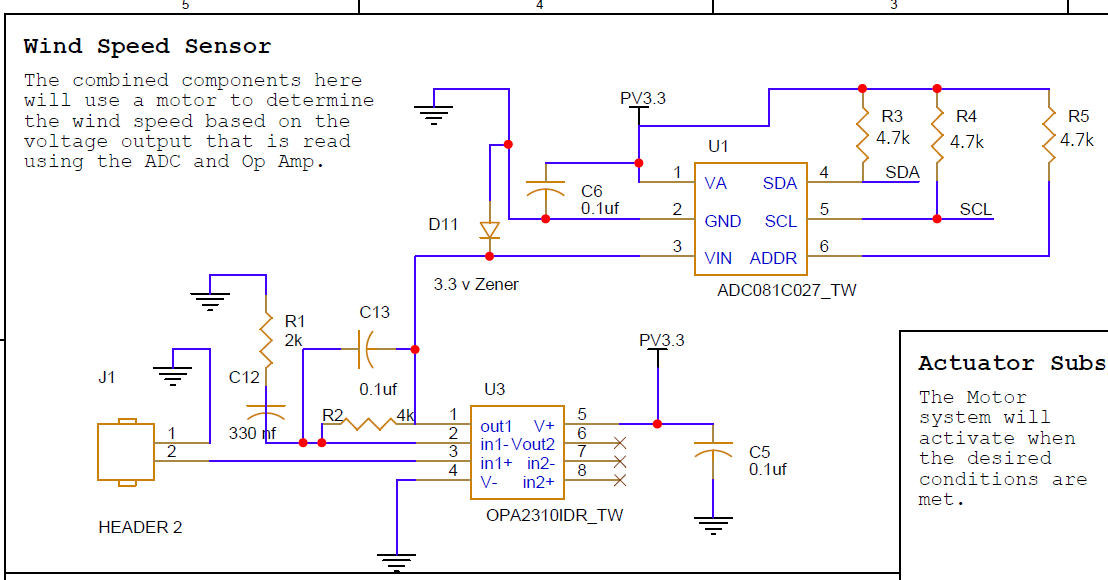 5
4
3
Wind Speed Sensor
The combined components here
will use a motor to determine
the wind speed based on the
voltage output that is read
using the ADC and Op Amp.
PV3.3
R3
4.7k
R4
4.7k
R5
4.7k
U1
1
VA
SDA
4
SDA
C6
0.1uf
2
GND
SCL
5
SCL
D11
3
VIN
ADDR
6
3.3 v Zener
ADC081C027_TW
R1
2k
C13
0.1uf
PV3.3
J1
C12
330 nf
U3
R2
4k
1
out1
V+
5
2
in1-
Vout2
6
3
in1+
in2-
7
4
V-
in2+
8
1
2
C5
0.1uf
HEADER 2
OPA2310IDR_TW
Actuator Subs
The Motor
system will
activate when
the desired
conditions are
met.